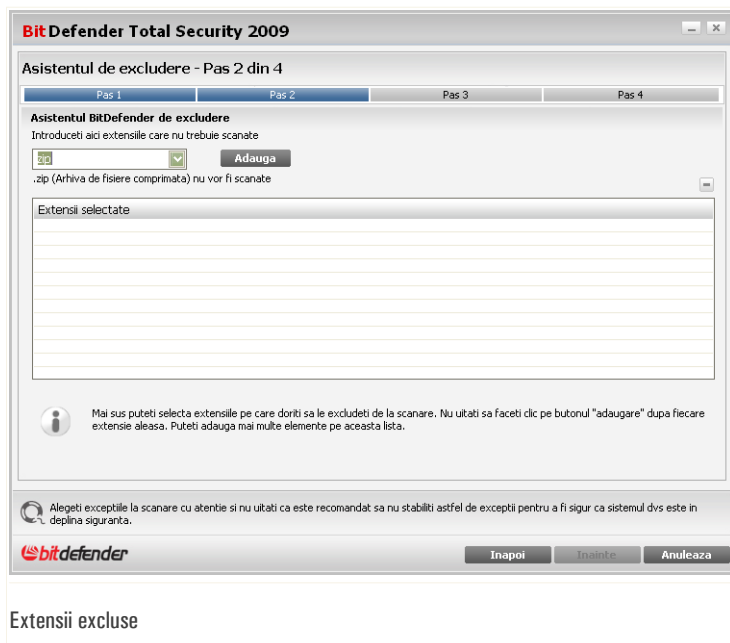 BitDefender Total Security 2009
Asistentul de excludere - Pas 2 din 4
Pas 1 Pas 2 Pas 3 Pas 4
Asistentul BitDefender de excludere
Introduceti aici extensiile care nu trebuie scanate
zip Adauga
.zip (Arhiva de fisiere comprimata) nu vor fi scanate
Extensii selectate
Mai sus puteti selecta extensiile pe care doriti sa le excludeti de la scanare. Nu uitati sa faceti clic pe butonul "adaugare" dupa fiecare
extensie aleasa. Puteti adauga mai multe elemente pe aceasta lista.
Alegeti exceptiile la scanare cu atentie si nu uitati ca este recomandat sa nu stabiliti astfel de exceptii pentru a fi sigur ca sistemul dvs este in
deplina siguranta.
bitdefender Inapoi Inainte Anuleaza
Extensii excluse